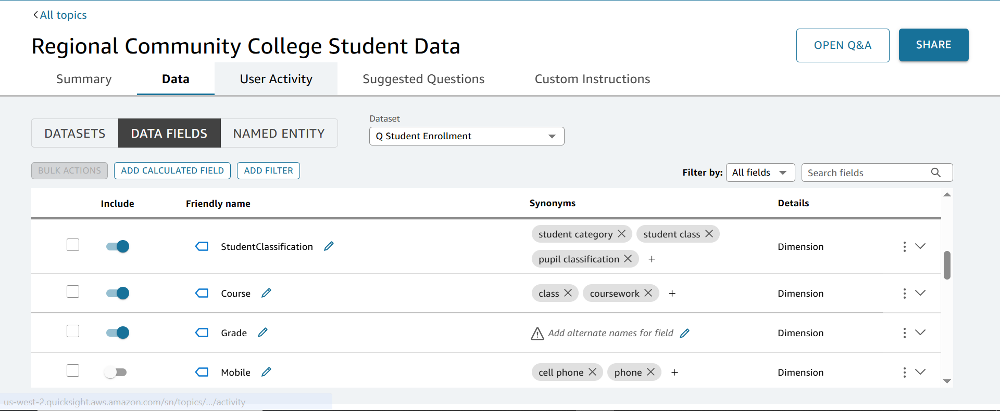 All topics
Regional Community College Student Data
OPEN Q&A
SHARE
Summary
Data
User Activity
Suggested Questions
Custom Instructions
DATASETS
DATA FIELDS
NAMED ENTITY
Dataset
Q Student Enrollment
BULK ACTIONS
ADD CALCULATED FIELD
ADD FILTER
Filter by:
All fields
Search fields
Include
Friendly name
Synonyms
Details
StudentClassification
student category
student class
pupil classification
Dimension
Course
class
coursework
Dimension
Grade
Add alternate names for field
Dimension
Mobile
cell phone
phone
Dimension
us-west-2.quicksight.aws.amazon.com/sn/topics/.../activity